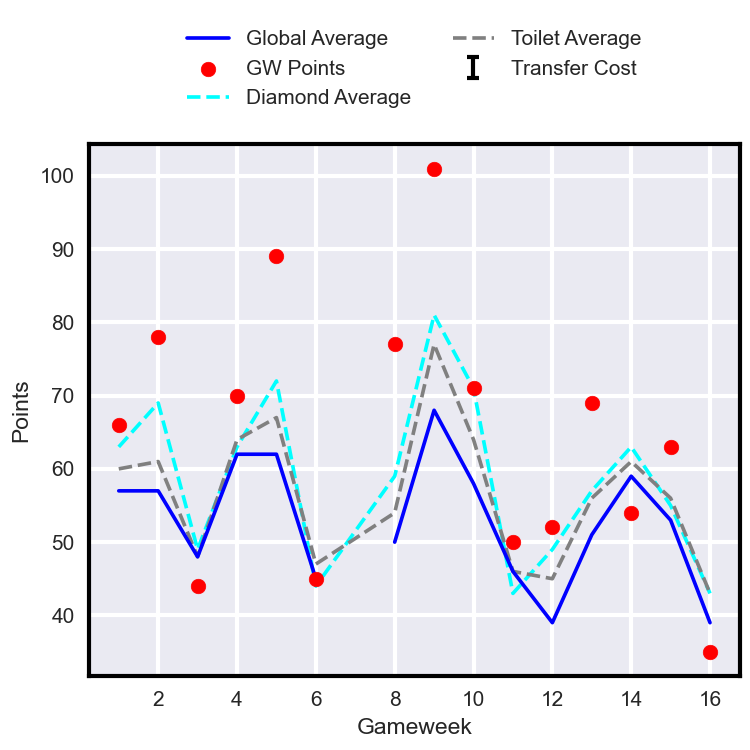 Global Average
GW Points
Diamond Average
Toilet Average
Transfer Cost
100
90
80
70
60
50
40
Points
2 4 6 8 10 12 14 16
Gameweek